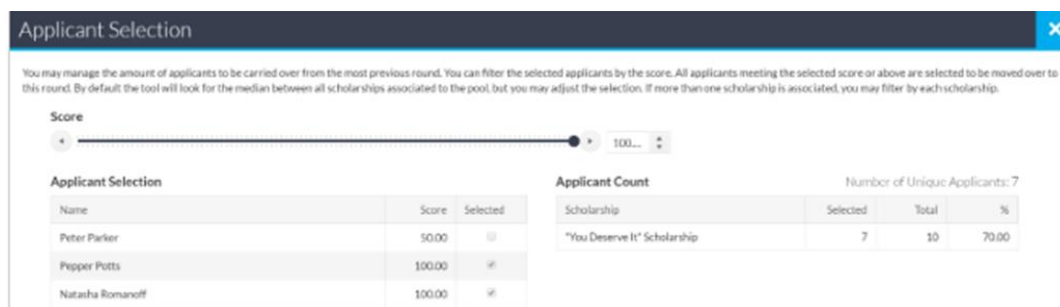 Applicant Selection
You may manage the amount of applicants to be carried over from the most previous round. You can filter the selected applicants by the score. All applicants meeting the selected score or above are selected to be moved over to
this round. By default the tool will look for the median between all scholarships associated to the pool, but you may adjust the selection. If more than one scholarship is associated, you may filter by each scholarship.
Score
100....
Applicant Selection
Applicant Count Number of Unique Applicants: 7
Name Score Selected
Scholarship Selected Total %
Peter Parker 50.00
"You Deserve It" Scholarship 7 10 70.00
Pepper Potts 100.00
Natasha Romanoff 100.00